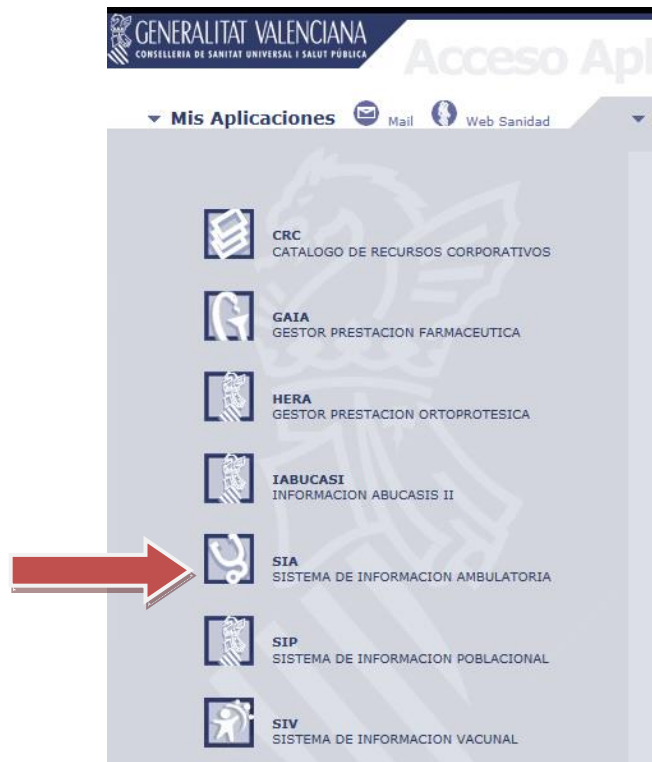 GENERALITAT VALENCIANA
CONSELLERIA DE SANITAT UNIVERSAL I SALUT PÚBLICA
Acceso Apl
Mis Aplicaciones Mail Web Sanidad
CRC
CATALOGO DE RECURSOS CORPORATIVOS
GAIA
GESTOR PRESTACION FARMACEUTICA
HERA
GESTOR PRESTACION ORTOPROTESICA
IABUCASI
INFORMACION ABUCASIS II
SIA
SISTEMA DE INFORMACION AMBULATORIA
SIP
SISTEMA DE INFORMACION POBLACIONAL
SIV
SISTEMA DE INFORMACION VACUNAL